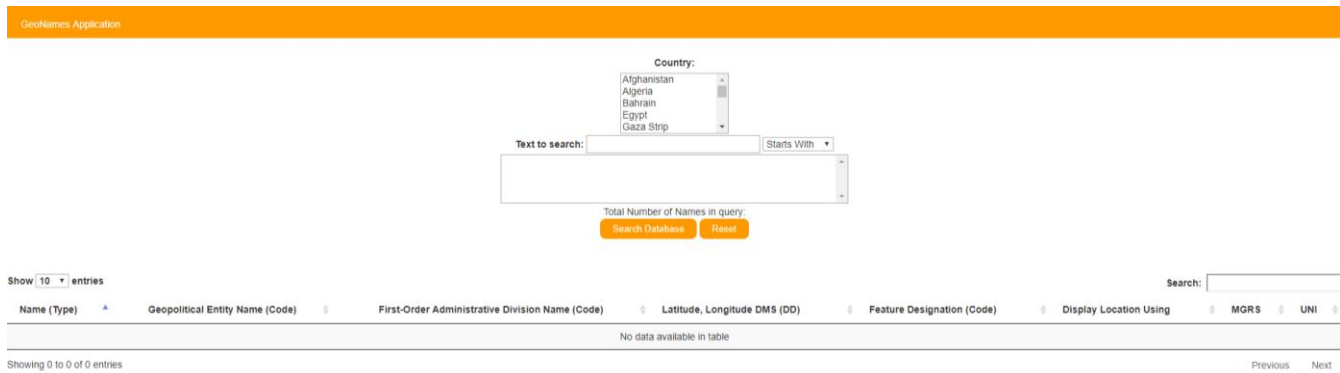 GeoNames Application
Country:
Afghanistan
Algeria
Bahrain
Egypt
Gaza Strip
Text to search: Starts With
Total Number of Names in query:
Search Database Reset
Show 10 entries Search:
Name (Type) Geopolitical Entity Name (Code) First-Order Administrative Division Name (Code) Latitude, Longitude DMS (DD) Feature Designation (Code) Display Location Using MGRS UNI
No data available in table
Showing 0 to 0 of 0 entries Previous Next